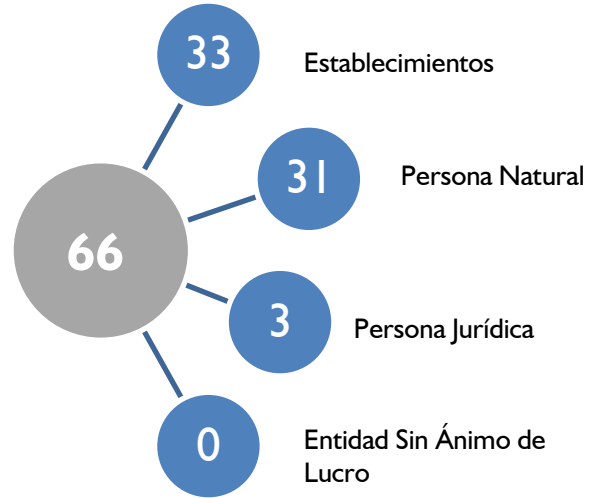 33
Establecimientos
31
Persona Natural
66
3
Persona Jurídica
0
Entidad Sin Ánimo de
Lucro